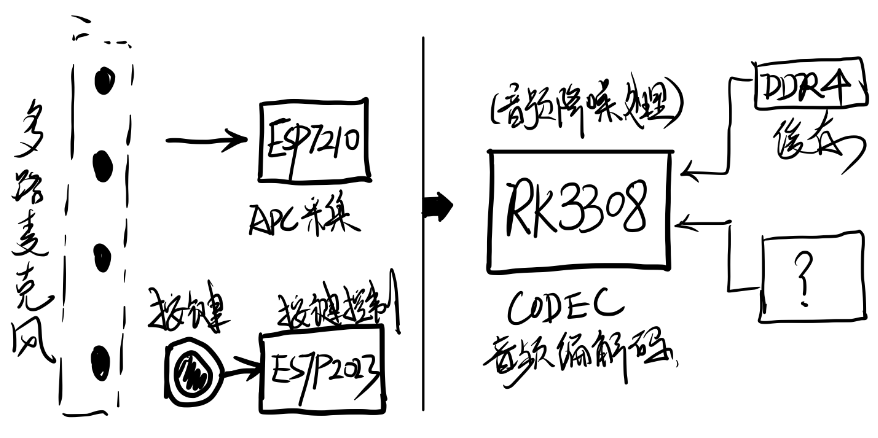 多路麦克风
ESP7210
ADC采集
按键
按键控制
ESJP2023
(音频降噪处理)
RK3308
CODEC
音频编解码
DDR4
缓存
?